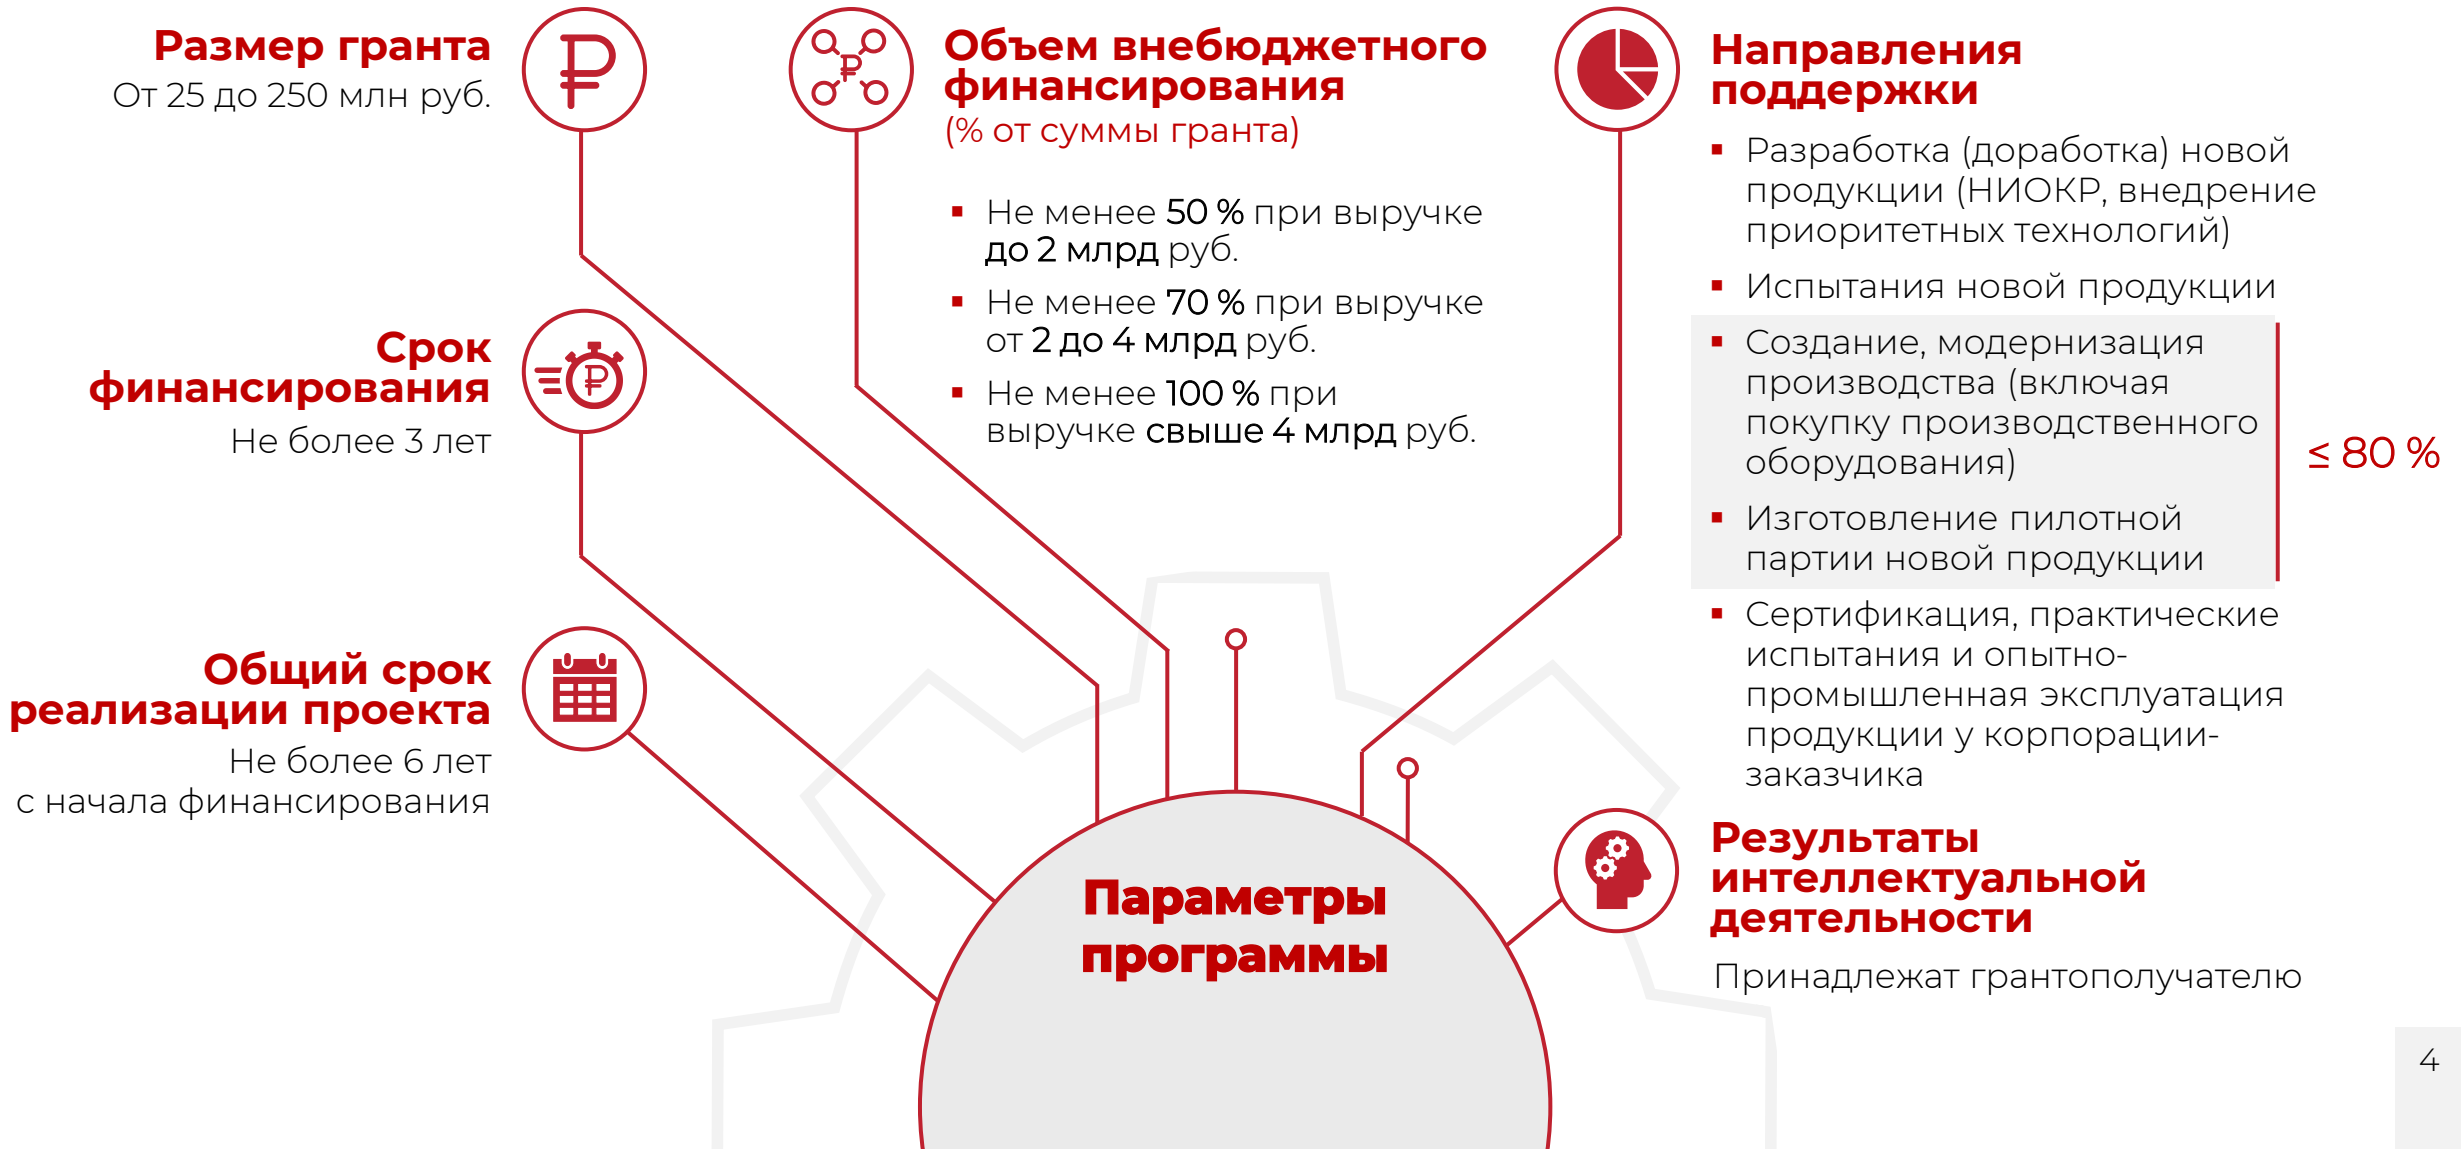 Размер гранта
От 25 до 250 млн руб.
Срок
финансирования
Не более 3 лет
Общий срок
реализации проекта
Не более 6 лет
с начала финансирования
Объем внебюджетного
финансирования
(% от суммы гранта)
▪ Не менее 50 % при выручке
до 2 млрд руб.
▪ Не менее 70 % при выручке
от 2 до 4 млрд руб.
▪ Не менее 100 % при
выручке свыше 4 млрд руб.
Направления
поддержки
▪ Разработка (доработка) новой
продукции (НИОКР, внедрение
приоритетных технологий)
▪ Испытания новой продукции
▪ Создание, модернизация
производства (включая
покупку производственного
оборудования)
▪ Изготовление пилотной
партии новой продукции
≤ 80 %
▪ Сертификация, практические
испытания и опытно-
промышленная эксплуатация
продукции у корпорации-
заказчика
Результаты
интеллектуальной
деятельности
Принадлежат грантополучателю
Параметры
программы
4